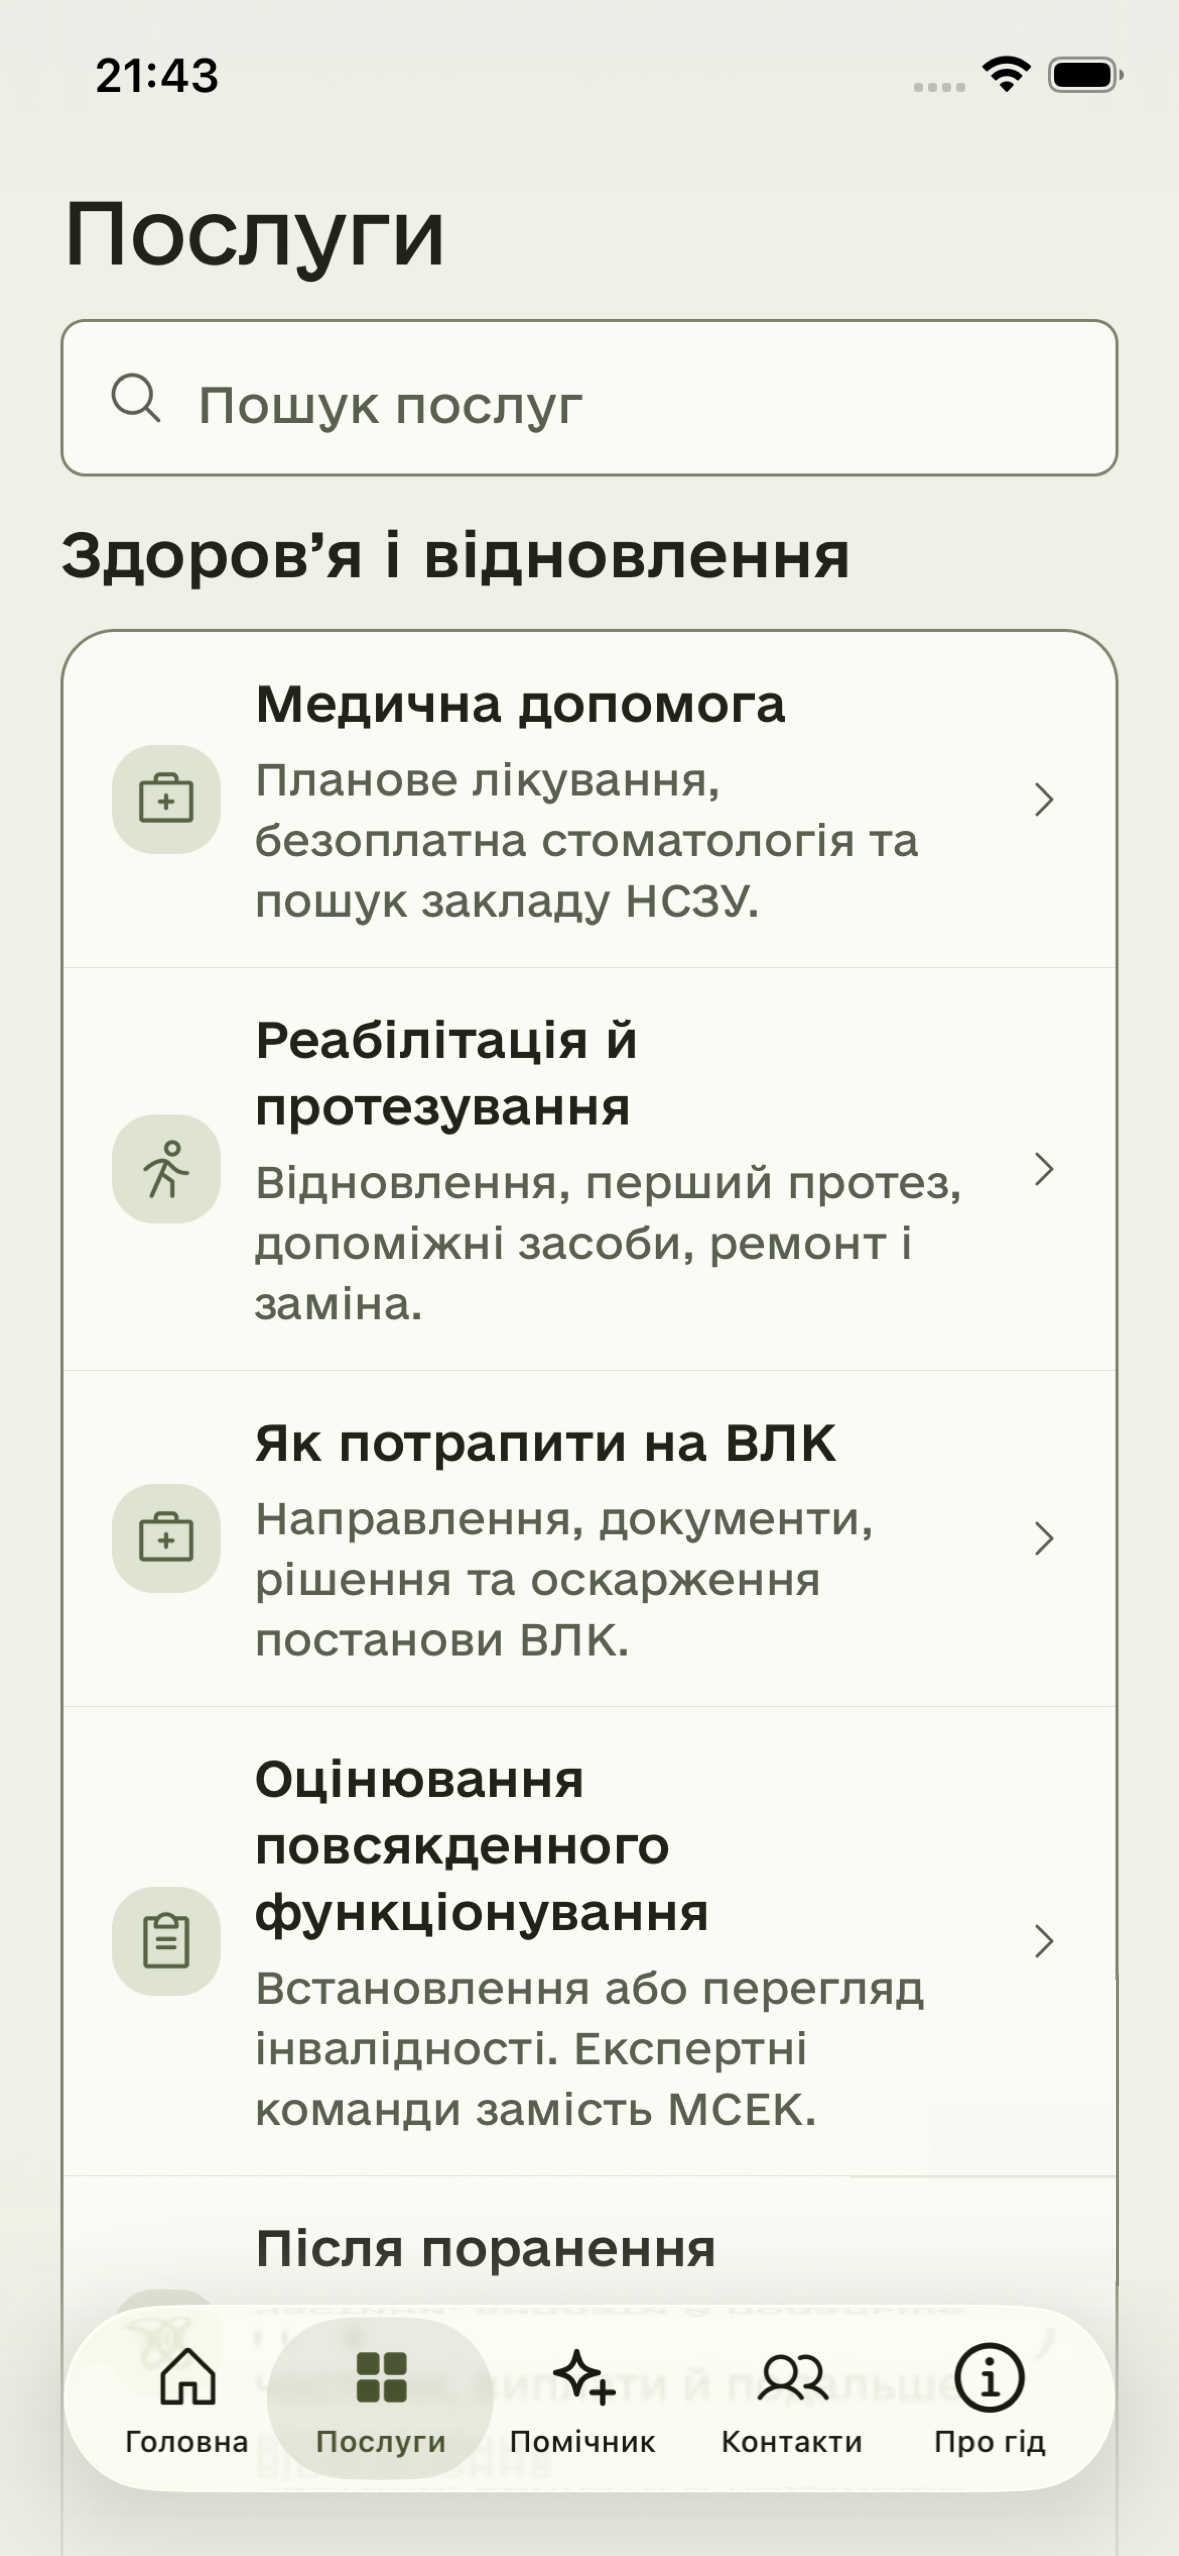 21:43
Послуги
Пошук послуг
Здоров’я і відновлення
Медична допомога
Планове лікування,
безоплатна стоматологія та
пошук закладу НСЗУ.
Реабілітація й
протезування
Відновлення, перший протез,
допоміжні засоби, ремонт і
заміна.
Як потрапити на ВЛК
Направлення, документи,
рішення та оскарження
постанови ВЛК.
Оцінювання
повсякденного
функціонування
Встановлення або перегляд
інвалідності. Експертні
команди замість МСЕК.
Після поранення
виплати й подальше
Головна
Послуги
Помічник
Контакти
Про гід